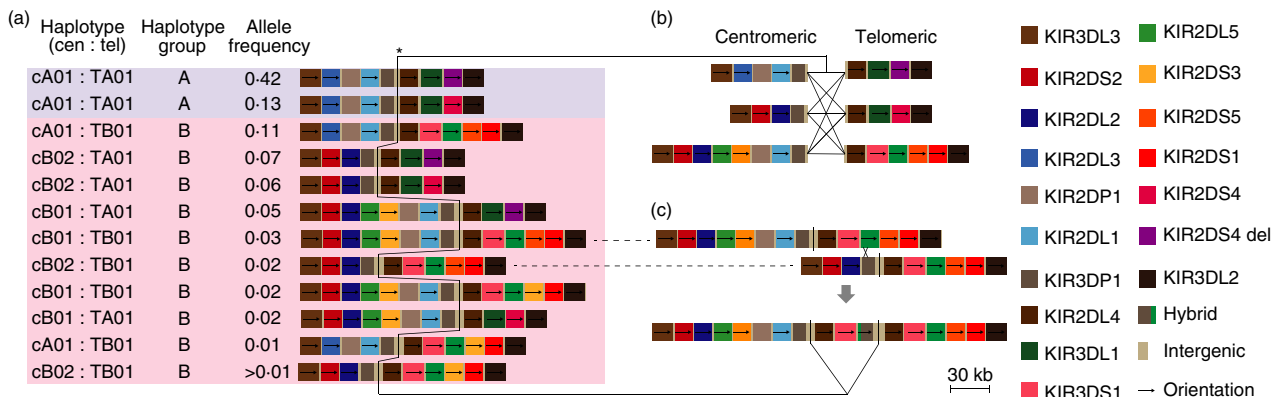 (a)
Haplotype (cen : tel)
Haplotype group
Allele frequency
cA01 : TA01 A 0·42
cA01 : TA01 A 0·13
cA01 : TB01 B 0·11
cB02 : TA01 B 0·07
cB02 : TA01 B 0·06
cB01 : TA01 B 0·05
cB01 : TB01 B 0·03
cB02 : TB01 B 0·02
cB01 : TB01 B 0·02
cB01 : TA01 B 0·02
cA01 : TB01 B 0·01
cB02 : TB01 B >0·01
*
(b)
Centromeric
Telomeric
(c)
30 kb
KIR3DL3
KIR2DS2
KIR2DL2
KIR2DL3
KIR2DP1
KIR2DL1
KIR3DP1
KIR2DL4
KIR3DL1
KIR3DS1
KIR2DL5
KIR2DS3
KIR2DS5
KIR2DS1
KIR2DS4
KIR2DS4 del
KIR3DL2
Hybrid
Intergenic
Orientation